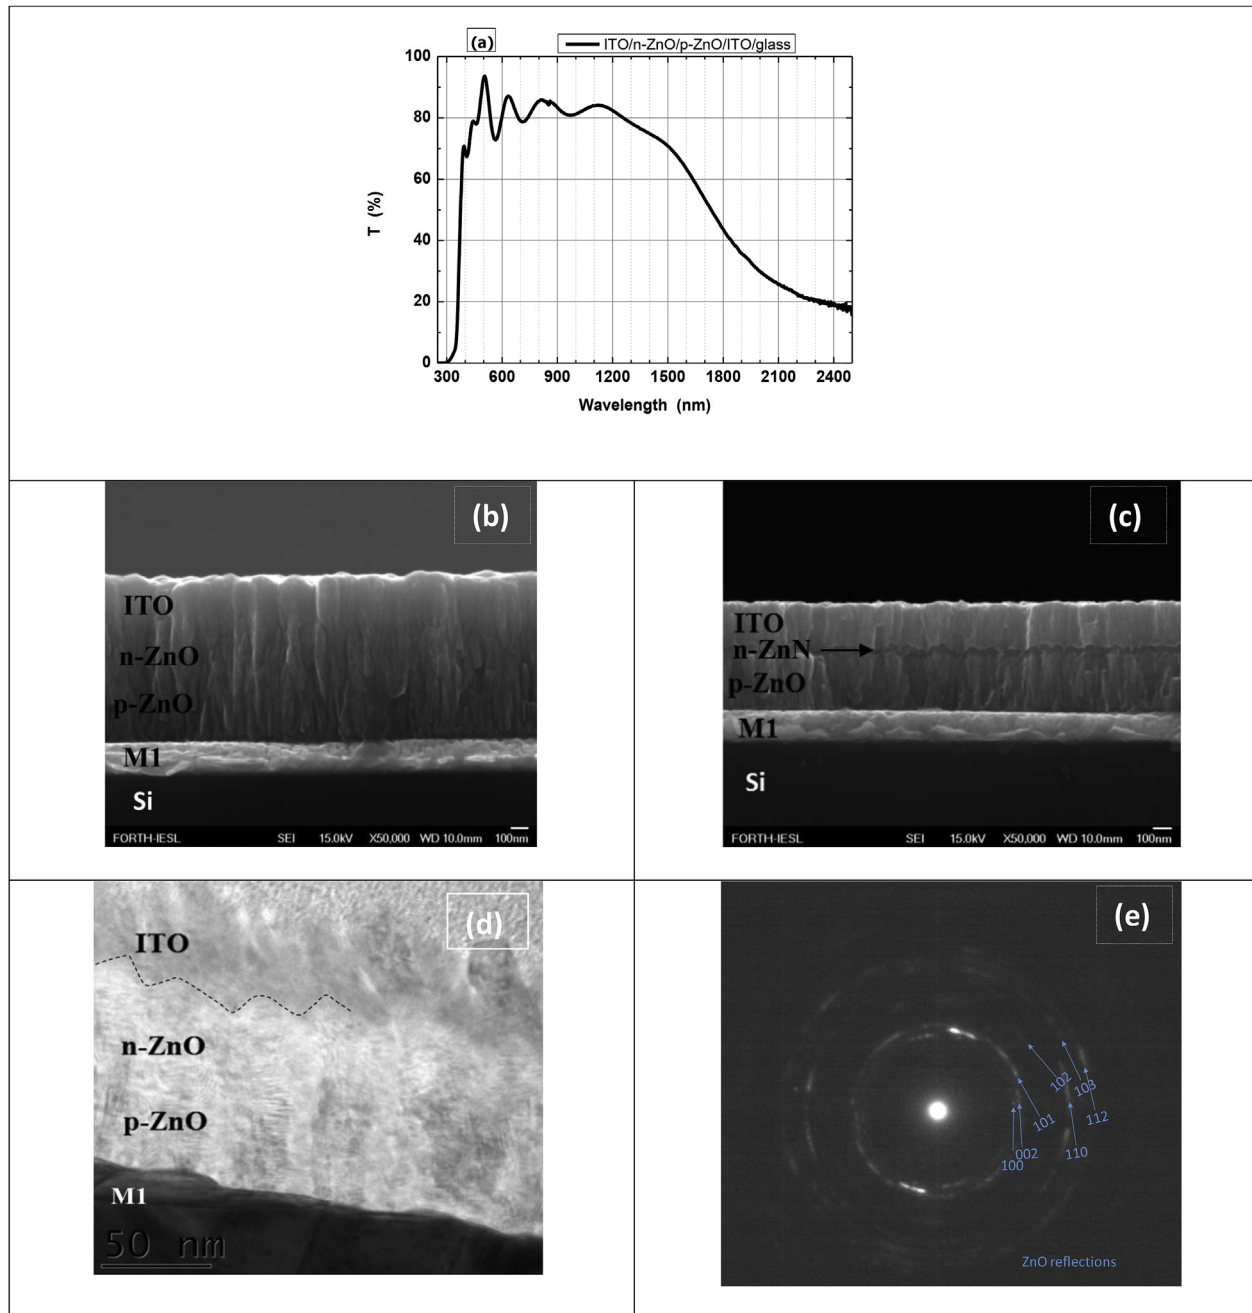 (a)
ITO/n-ZnO/p-ZnO/ITO/glass
100
80
60
40
20
0
T (%)
300 600 900 1200 1500 1800 2100 2400
Wavelength (nm)
(b)
ITO
n-ZnO
p-ZnO
M1
Si
FORTH-IESL SEI 15.0kV X50,000 WD 10.0mm 100nm
(c)
ITO
n-ZnN
p-ZnO
M1
Si
FORTH-IESL SEI 15.0kV X50,000 WD 10.0mm 100nm
(d)
ITO
n-ZnO
p-ZnO
M1
50 nm
(e)
102
103
112
101
002
100
110
ZnO reflections